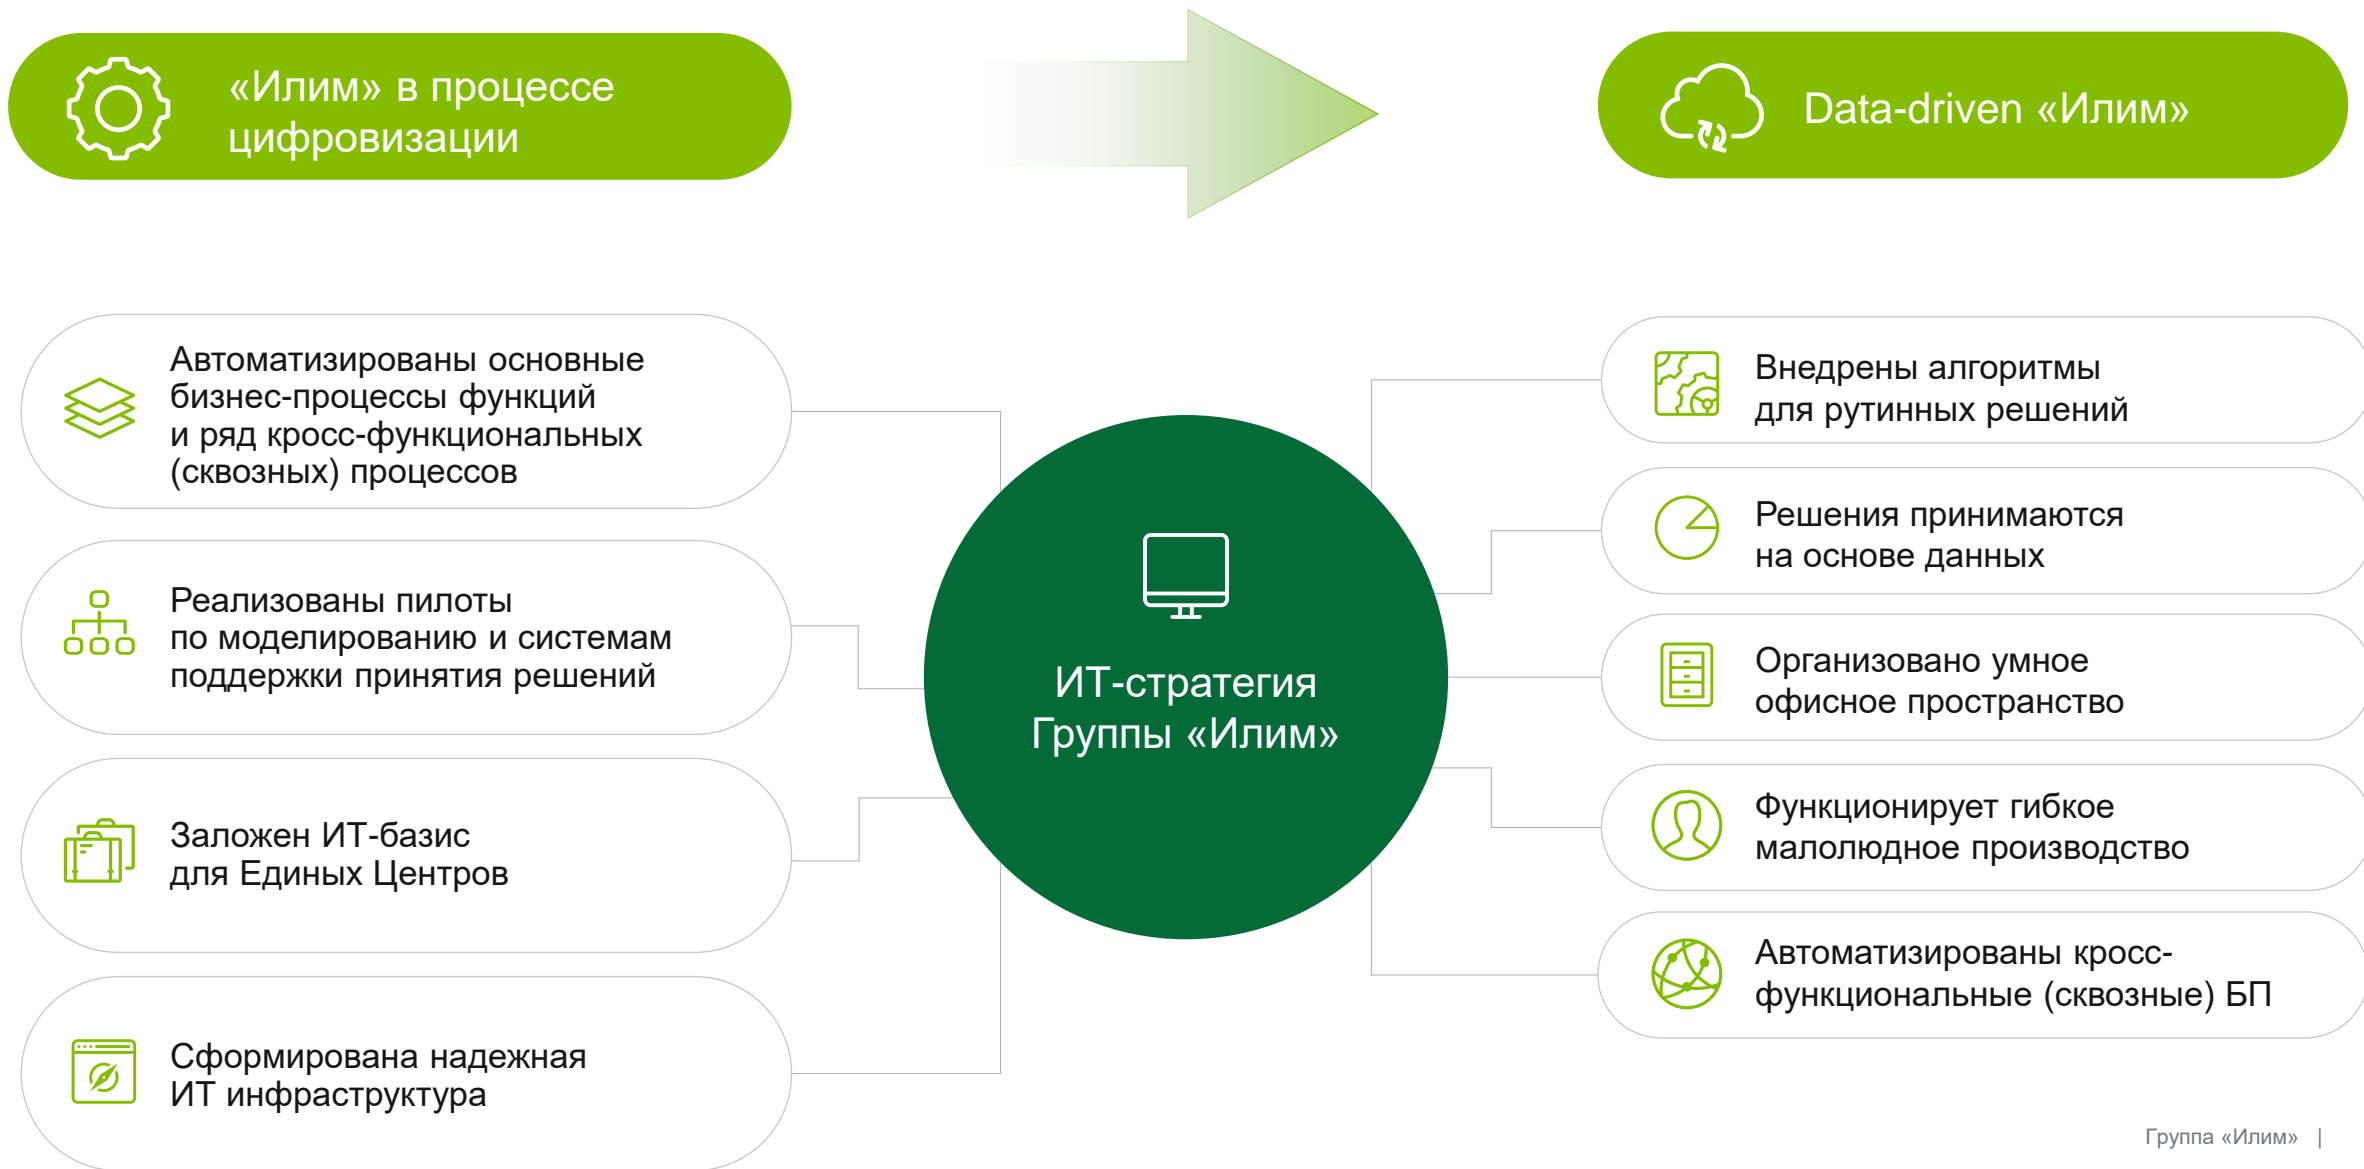 «Илим» в процессе
цифровизации
Data-driven «Илим»
Автоматизированы основные
бизнес-процессы функций
и ряд кросс-функциональных
(сквозных) процессов
Реализованы пилоты
по моделированию и системам
поддержки принятия решений
Заложен ИТ-базис
для Единых Центров
Сформирована надежная
ИТ инфраструктура
ИТ-стратегия
Группы «Илим»
Внедрены алгоритмы
для рутинных решений
Решения принимаются
на основе данных
Организовано умное
офисное пространство
Функционирует гибкое
малолюдное производство
Автоматизированы кросс-
функциональные (сквозные) БП
Группа «Илим» |